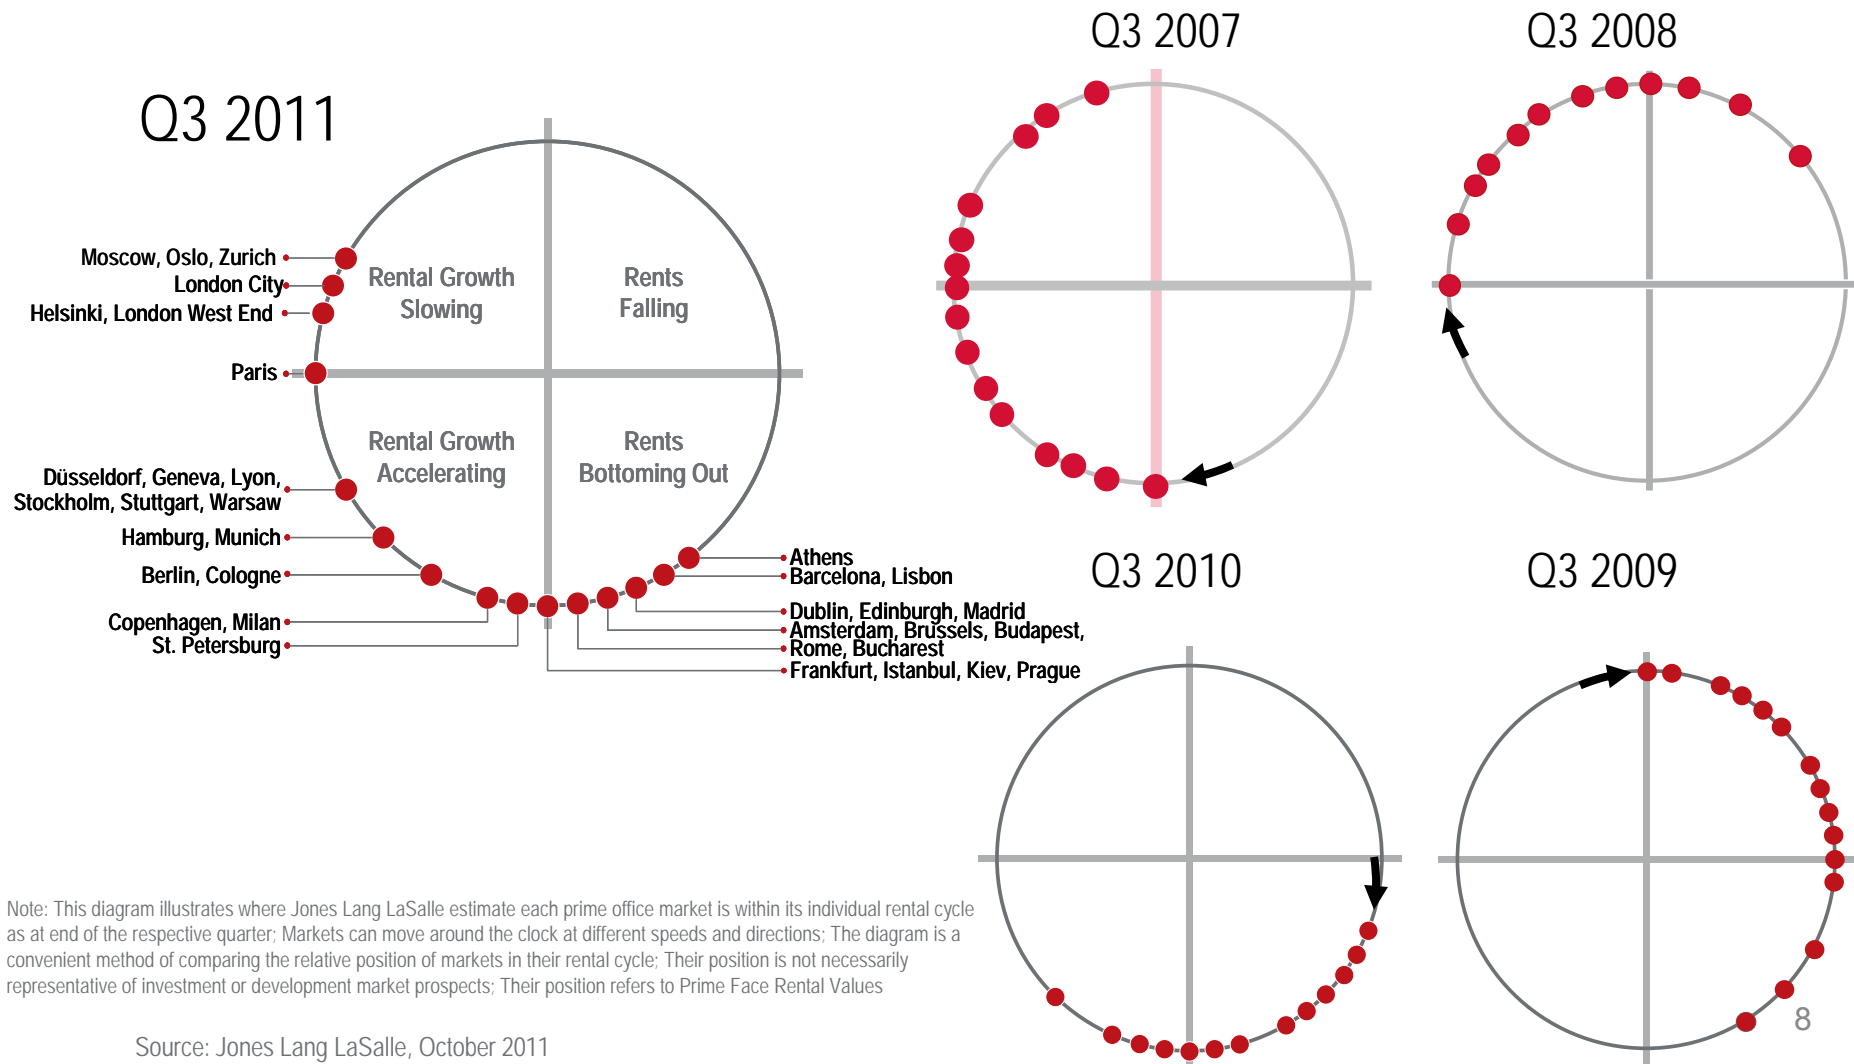 Q3 2011
Moscow, Oslo, Zurich
London City
Helsinki, London West End
Paris
Düsseldorf, Geneva, Lyon,
Stockholm, Stuttgart, Warsaw
Hamburg, Munich
Berlin, Cologne
Copenhagen, Milan
St. Petersburg
Rental Growth
Slowing
Rents
Falling
Rental Growth
Accelerating
Rents
Bottoming Out
Athens
Barcelona, Lisbon
Dublin, Edinburgh, Madrid
Amsterdam, Brussels, Budapest,
Rome, Bucharest
Frankfurt, Istanbul, Kiev, Prague
Q3 2007
Q3 2008
Q3 2010
Q3 2009
Note: This diagram illustrates where Jones Lang LaSalle estimate each prime office market is within its individual rental cycle
as at end of the respective quarter; Markets can move around the clock at different speeds and directions; The diagram is a
convenient method of comparing the relative position of markets in their rental cycle; Their position is not necessarily
representative of investment or development market prospects; Their position refers to Prime Face Rental Values
Source: Jones Lang LaSalle, October 2011
8